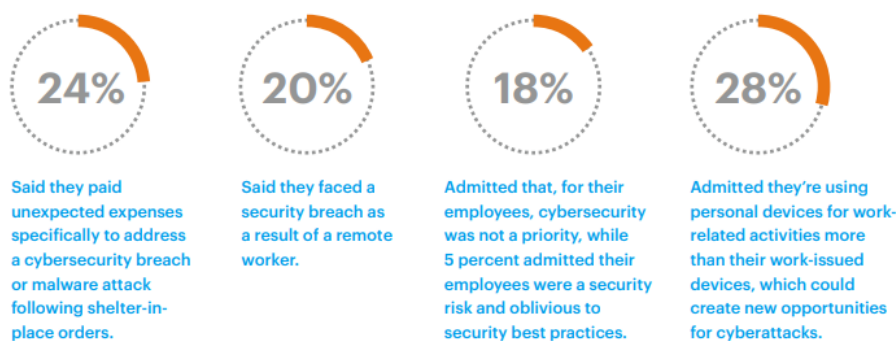 24%
Said they paid
unexpected expenses
specifically to address
a cybersecurity breach
or malware attack
following shelter-in-
place orders.
20%
Said they faced a
security breach as
a result of a remote
worker.
18%
Admitted that, for their
employees, cybersecurity
was not a priority, while
5 percent admitted their
employees were a security
risk and oblivious to
security best practices.
28%
Admitted they’re using
personal devices for work-
related activities more
than their work-issued
devices, which could
create new opportunities
for cyberattacks.